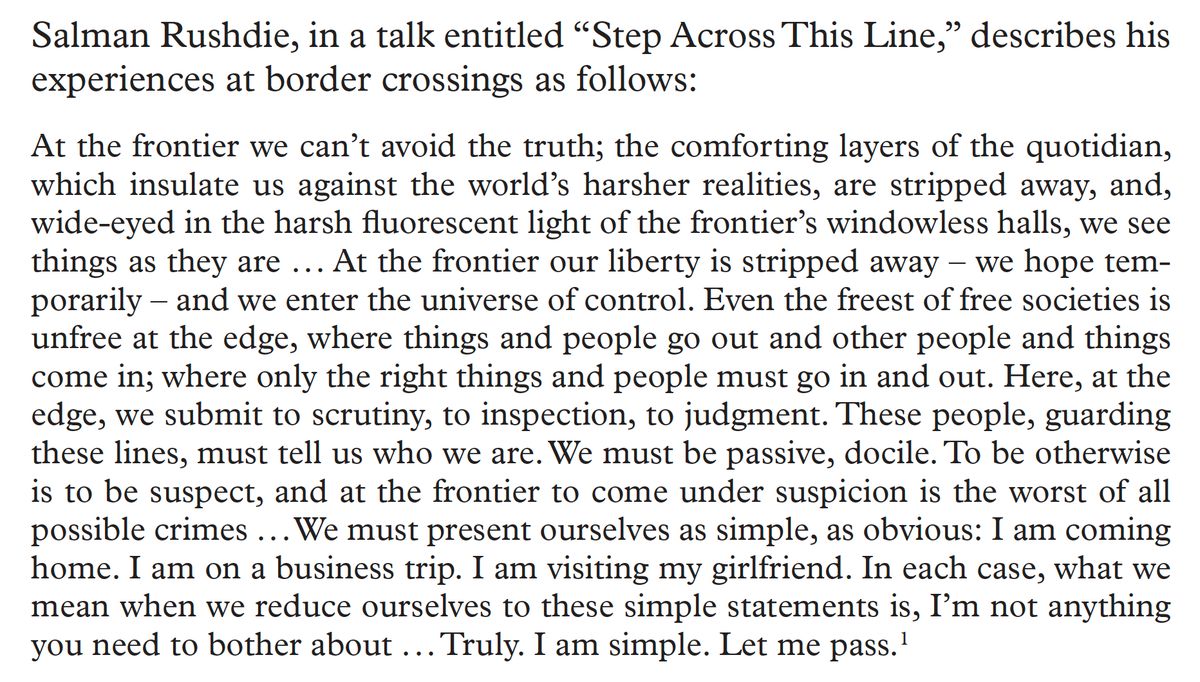 Salman Rushdie, in a talk entitled “Step Across This Line,” describes his
experiences at border crossings as follows:
At the frontier we can’t avoid the truth; the comforting layers of the quotidian,
which insulate us against the world’s harsher realities, are stripped away, and,
wide-eyed in the harsh fluorescent light of the frontier’s windowless halls, we see
things as they are … At the frontier our liberty is stripped away – we hope tem-
porarily – and we enter the universe of control. Even the freest of free societies is
unfree at the edge, where things and people go out and other people and things
come in; where only the right things and people must go in and out. Here, at the
edge, we submit to scrutiny, to inspection, to judgment. These people, guarding
these lines, must tell us who we are. We must be passive, docile. To be otherwise
is to be suspect, and at the frontier to come under suspicion is the worst of all
possible crimes … We must present ourselves as simple, as obvious: I am coming
home. I am on a business trip. I am visiting my girlfriend. In each case, what we
mean when we reduce ourselves to these simple statements is, I’m not anything
you need to bother about … Truly. I am simple. Let me pass.¹